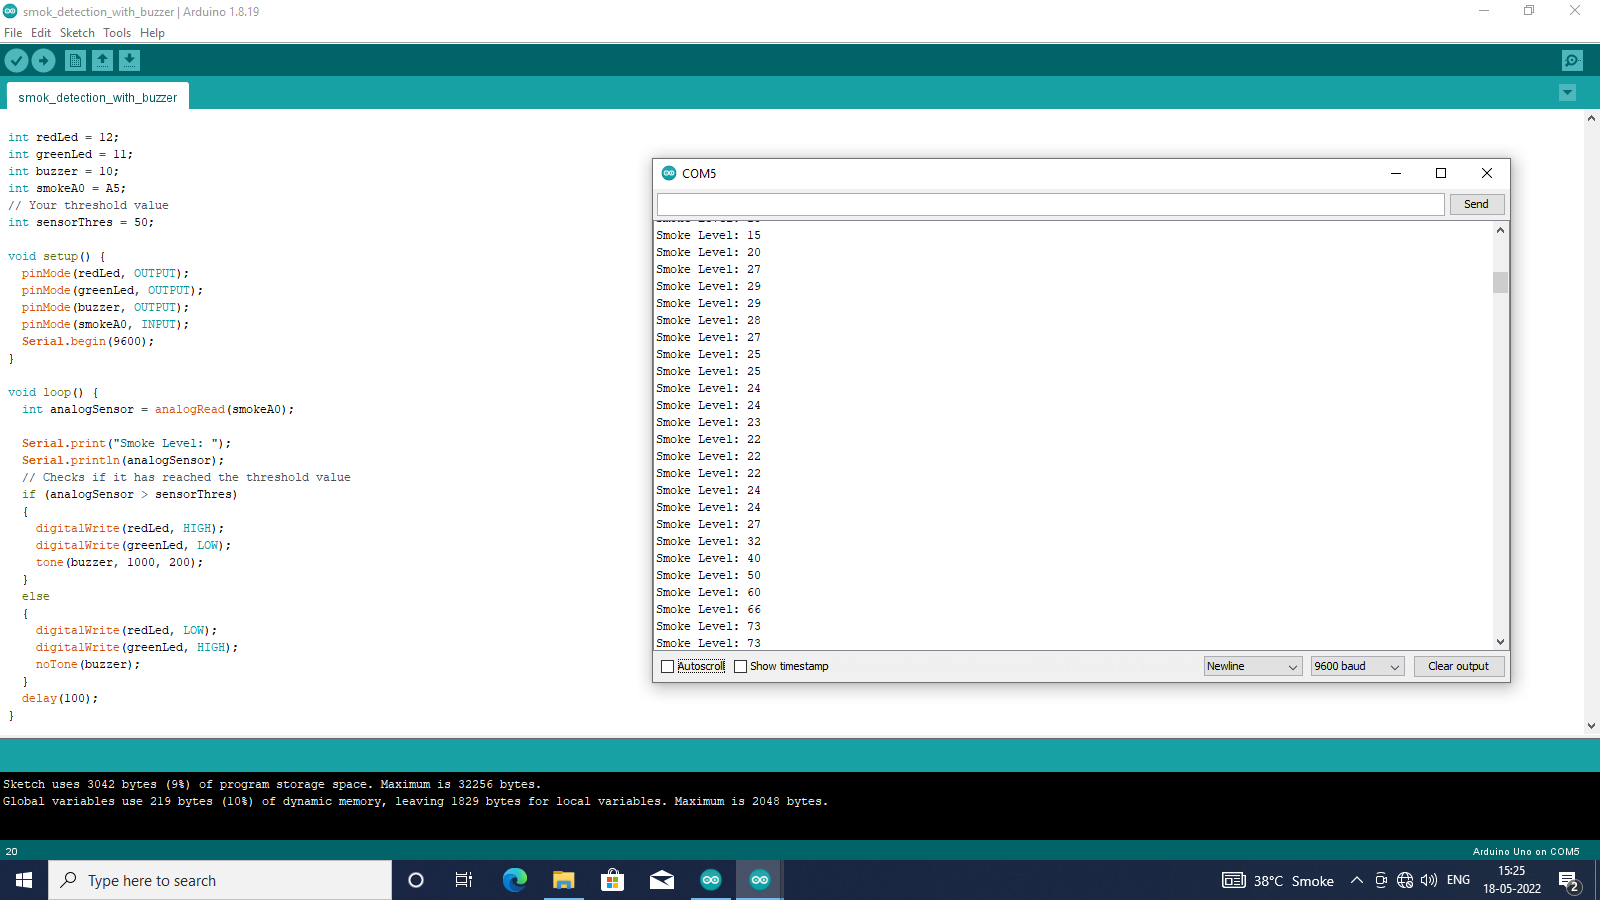 smok_detection_with_buzzer | Arduino 1.8.19
File Edit Sketch Tools Help
smok_detection_with_buzzer
int redLed = 12;
int greenLed = 11;
int buzzer = 10;
int smokeA0 = A5;
// Your threshold value
int sensorThres = 50;
void setup() {
pinMode(redLed, OUTPUT);
pinMode(greenLed, OUTPUT);
pinMode(buzzer, OUTPUT);
pinMode(smokeA0, INPUT);
Serial.begin(9600);
}
void loop() {
int analogSensor = analogRead(smokeA0);
Serial.print("Smoke Level: ");
Serial.println(analogSensor);
// Checks if it has reached the threshold value
if (analogSensor > sensorThres)
{
digitalWrite(redLed, HIGH);
digitalWrite(greenLed, LOW);
tone(buzzer, 1000, 200);
}
else
{
digitalWrite(redLed, LOW);
digitalWrite(greenLed, HIGH);
noTone(buzzer);
}
delay(100);
}
COM5
Send
Smoke Level: 15
Smoke Level: 20
Smoke Level: 27
Smoke Level: 29
Smoke Level: 29
Smoke Level: 28
Smoke Level: 27
Smoke Level: 25
Smoke Level: 25
Smoke Level: 24
Smoke Level: 24
Smoke Level: 23
Smoke Level: 22
Smoke Level: 22
Smoke Level: 22
Smoke Level: 24
Smoke Level: 24
Smoke Level: 27
Smoke Level: 32
Smoke Level: 40
Smoke Level: 50
Smoke Level: 60
Smoke Level: 66
Smoke Level: 73
Smoke Level: 73
Autoscroll Show timestamp Newline 9600 baud Clear output
Sketch uses 3042 bytes (9%) of program storage space. Maximum is 32256 bytes.
Global variables use 219 bytes (10%) of dynamic memory, leaving 1829 bytes for local variables. Maximum is 2048 bytes.
20 Arduino Uno on COM5
Type here to search
38°C Smoke
ENG
15:25
18-05-2022
2